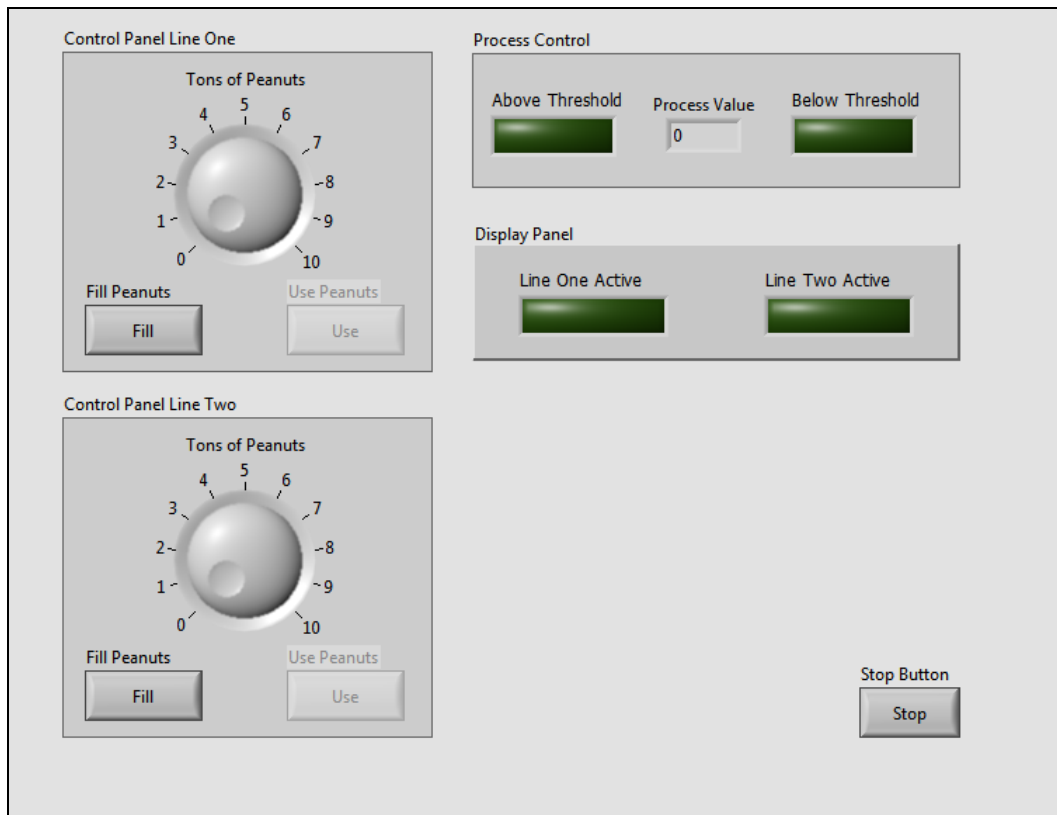 Control Panel Line One
Tons of Peanuts
0
1
2
3
4
5
6
7
8
9
10
Fill Peanuts
Use Peanuts
Fill
Use
Process Control
Above Threshold
Process Value
Below Threshold
0
Display Panel
Line One Active
Line Two Active
Control Panel Line Two
Tons of Peanuts
0
1
2
3
4
5
6
7
8
9
10
Fill Peanuts
Use Peanuts
Fill
Use
Stop Button
Stop